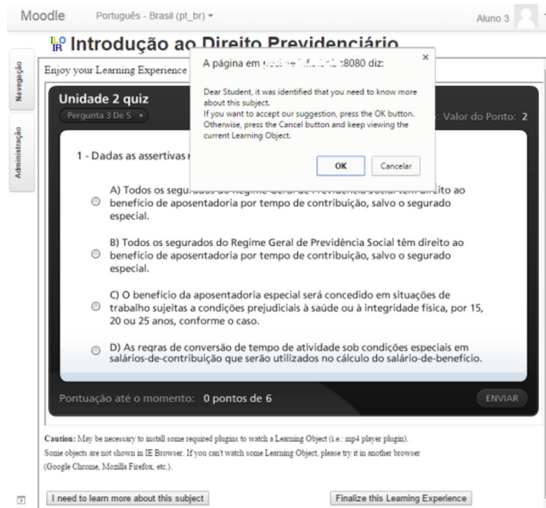 Moodle
Português - Brasil (pt_br)
Aluno 3
Introdução ao Direito Previdenciário
Navegação
Administração
Enjoy your Learning Experience
A página em :8080 diz:
Dear Student, it was identified that you need to know more
about this subject.
If you want to accept our suggestion, press the OK button.
Otherwise, press the Cancel button and keep viewing the
current Learning Object.
OK
Cancelar
Unidade 2 quiz
Pergunta 3 De 5
Valor do Ponto: 2
1 - Dadas as assertivas
A) Todos os segurados do Regime Geral de Previdência Social têm direito ao
benefício de aposentadoria por tempo de contribuição, salvo o segurado
especial.
B) Todos os segurados do Regime Geral de Previdência Social têm direito ao
benefício de aposentadoria por tempo de contribuição, salvo o segurado
especial.
C) O benefício da aposentadoria especial será concedido em situações de
trabalho sujeitas a condições prejudiciais à saúde ou à integridade física, por 15,
20 ou 25 anos, conforme o caso.
D) As regras de conversão de tempo de atividade sob condições especiais em
salários-de-contribuição que serão utilizados no cálculo do salário-de-benefício.
Pontuação até o momento: 0 pontos de 6
ENVIAR
Caution: May be necessary to install some required plugins to watch a Learning Object (i.e.: mp4 player plugin).
Some objects are not shown in IE Browser. If you can't watch some Learning Object, please try it in another browser
(Google Chrome, Mozilla Firefox, etc.).
I need to learn more about this subject
Finalize this Learning Experience